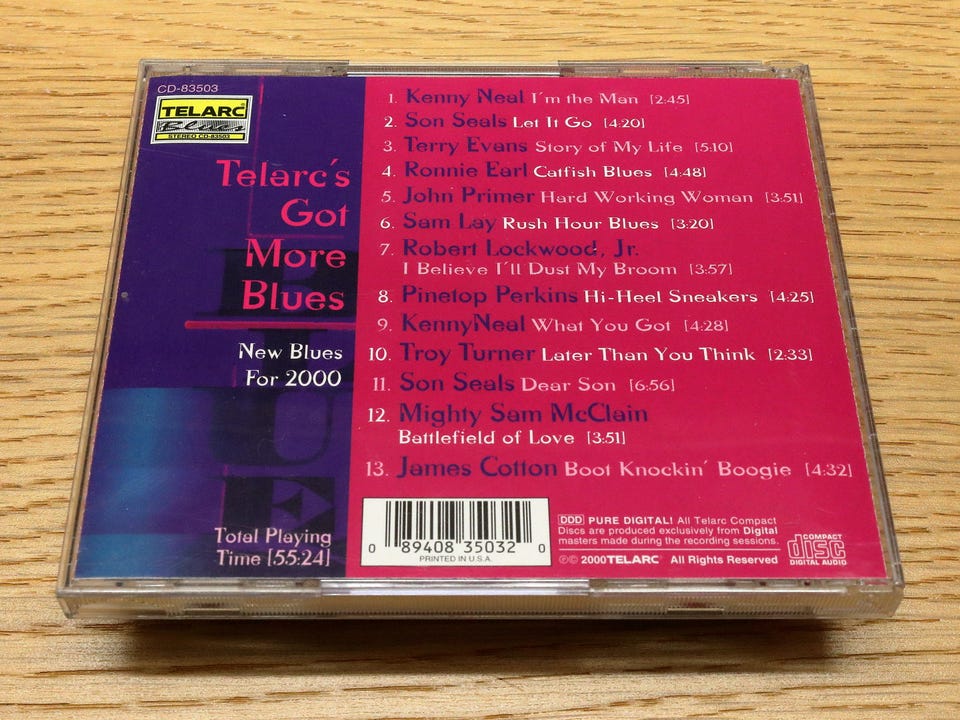 CD-83503
TELARC
Blues
STEREO CD-83503
Telarc's
Got
More
Blues
BLUE
New Blues
For 2000
Total Playing
Time [55:24]
1. Kenny Neal I'm the Man [2:45]
2. Son Seals Let It Go [4:20]
3. Terry Evans Story of My Life [5:10]
4. Ronnie Earl Catfish Blues [4:48]
5. John Primer Hard Working Woman [3:51]
6. Sam Lay Rush Hour Blues [3:20]
7. Robert Lockwood, Jr.
I Believe I'll Dust My Broom [3:57]
8. Pinetop Perkins Hi-Heel Sneakers [4:25]
9. KennyNeal What You Got [4:28]
10. Troy Turner Later Than You Think [2:33]
11. Son Seals Dear Son [6:56]
12. Mighty Sam McClain
Battlefield of Love [3:51]
13. James Cotton Boot Knockin' Boogie [4:32]
0 89408 35032 0
PRINTED IN U.S.A.
DDD PURE DIGITAL! All Telarc Compact
Discs are produced exclusively from Digital
masters made during the recording sessions.
℗© 2000 TELARC All Rights Reserved
COMPACT
disc
DIGITAL AUDIO